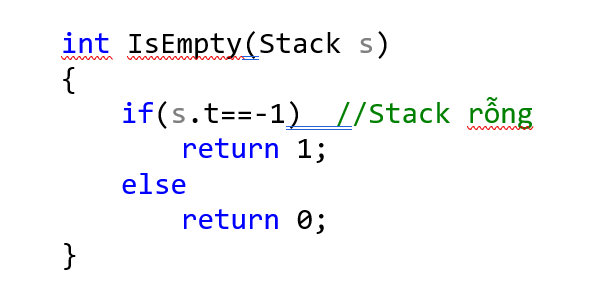 int IsEmpty(Stack s)
{
if(s.t==-1)  //Stack rỗng
return 1;
else
return 0;
}